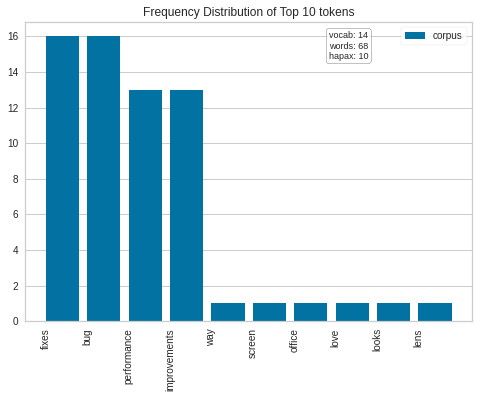 Frequency Distribution of Top 10 tokens
vocab: 14
words: 68
hapax: 10
corpus
16
14
12
10
8
6
4
2
0
fixes
bug
performance
improvements
way
screen
office
love
looks
lens